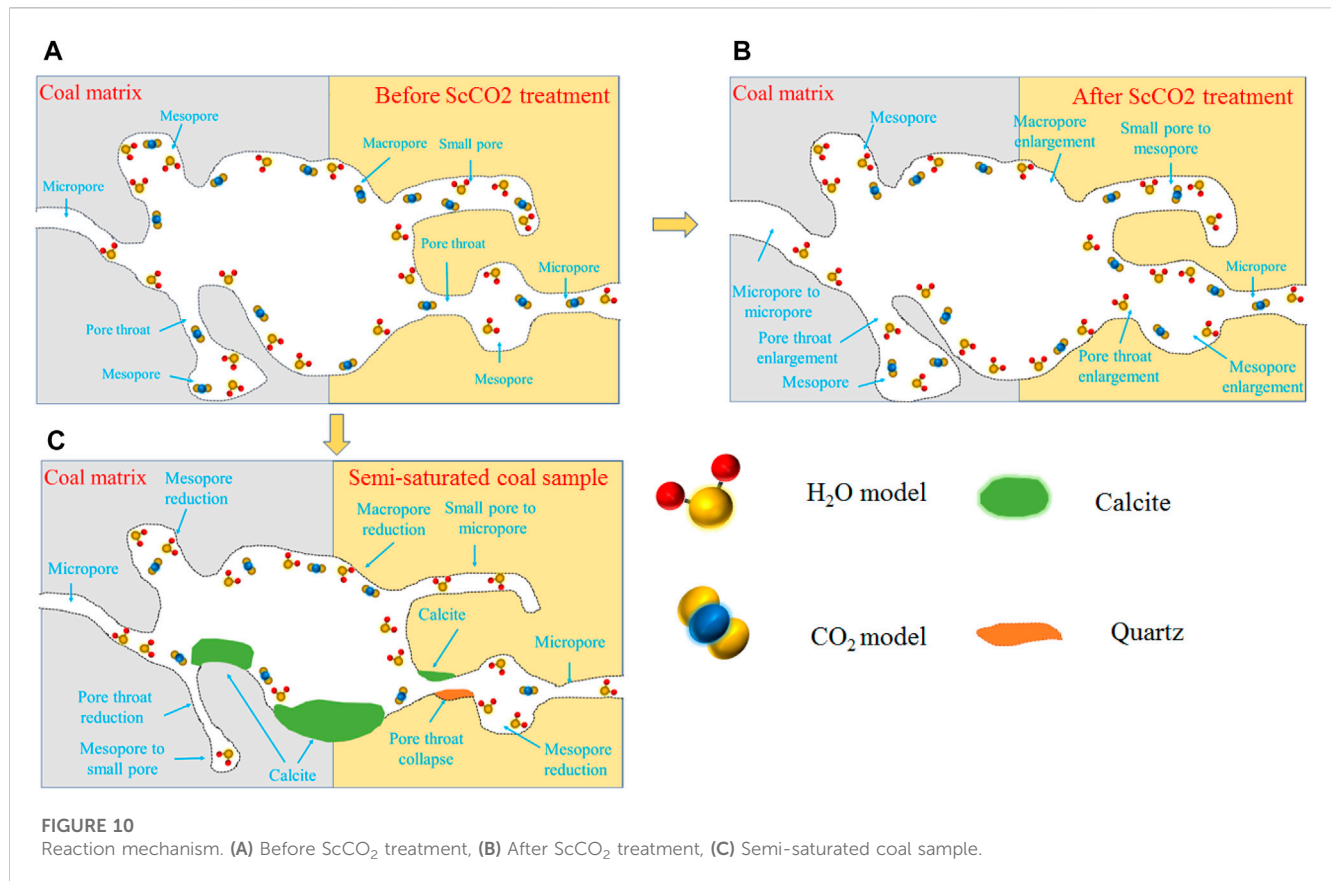 A
Coal matrix
Before ScCO2 treatment
Mesopore
Macropore
Small pore
Micropore
Pore throat
Micropore
Pore throat
Mesopore
Mesopore
B
Coal matrix
After ScCO2 treatment
Mesopore
Macropore
enlargement
Small pore to
mesopore
Micropore
Micropore to
micropore
Pore throat
enlargement
Mesopore
Pore throat
enlargement
Mesopore
enlargement
C
Coal matrix
Semi-saturated coal sample
Mesopore
reduction
Macropore
reduction
Small pore to
micropore
Micropore
Calcite
Micropore
Pore throat
reduction
Mesopore to
small pore
Calcite
Pore throat
collapse
Mesopore
reduction
H₂O model
Calcite
CO₂ model
Quartz
FIGURE 10
Reaction mechanism. (A) Before ScCO₂ treatment, (B) After ScCO₂ treatment, (C) Semi-saturated coal sample.